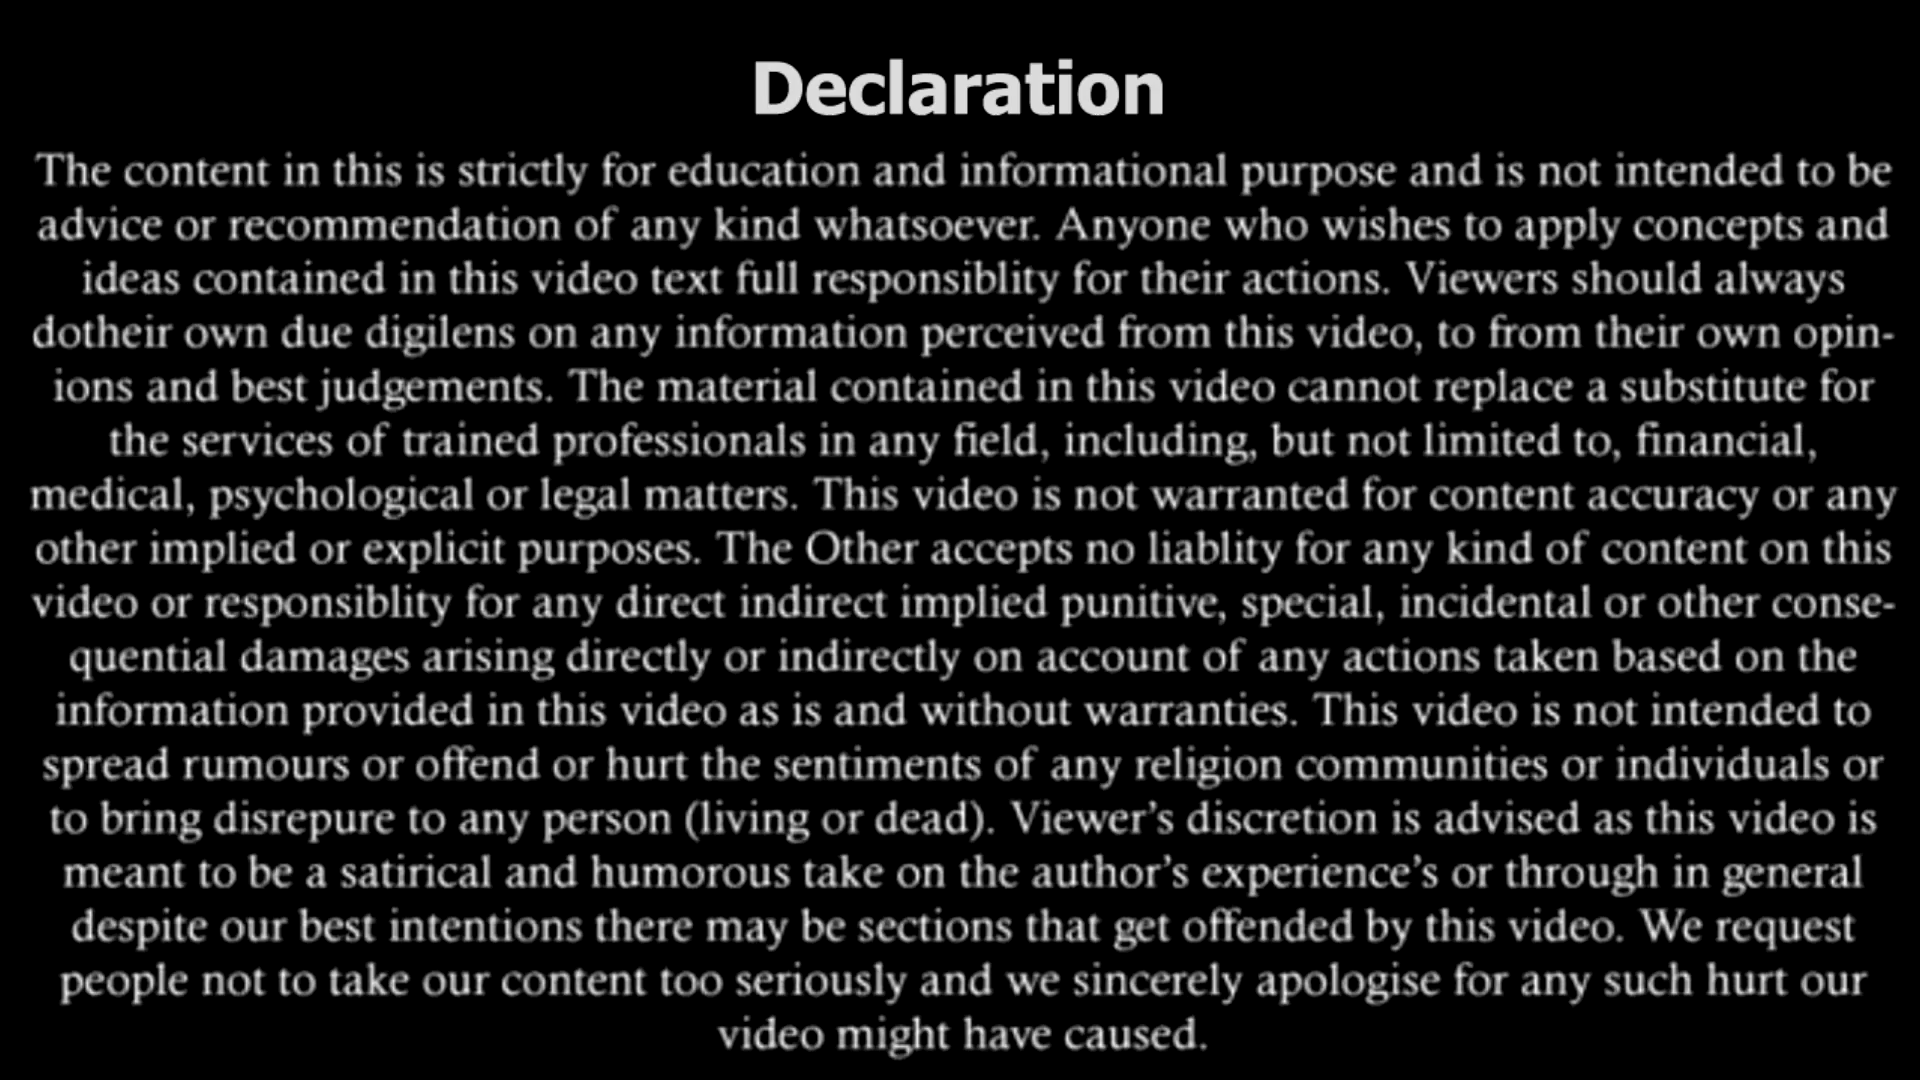 Declaration
The content in this is strictly for education and informational purpose and is not intended to be
advice or recommendation of any kind whatsoever. Anyone who wishes to apply concepts and
ideas contained in this video text full responsiblity for their actions. Viewers should always
dotheir own due digilens on any information perceived from this video, to from their own opin-
ions and best judgements. The material contained in this video cannot replace a substitute for
the services of trained professionals in any field, including, but not limited to, financial,
medical, psychological or legal matters. This video is not warranted for content accuracy or any
other implied or explicit purposes. The Other accepts no liablity for any kind of content on this
video or responsiblity for any direct indirect implied punitive, special, incidental or other conse-
quential damages arising directly or indirectly on account of any actions taken based on the
information provided in this video as is and without warranties. This video is not intended to
spread rumours or offend or hurt the sentiments of any religion communities or individuals or
to bring disrepure to any person (living or dead). Viewer’s discretion is advised as this video is
meant to be a satirical and humorous take on the author’s experience’s or through in general
despite our best intentions there may be sections that get offended by this video. We request
people not to take our content too seriously and we sincerely apologise for any such hurt our
video might have caused.